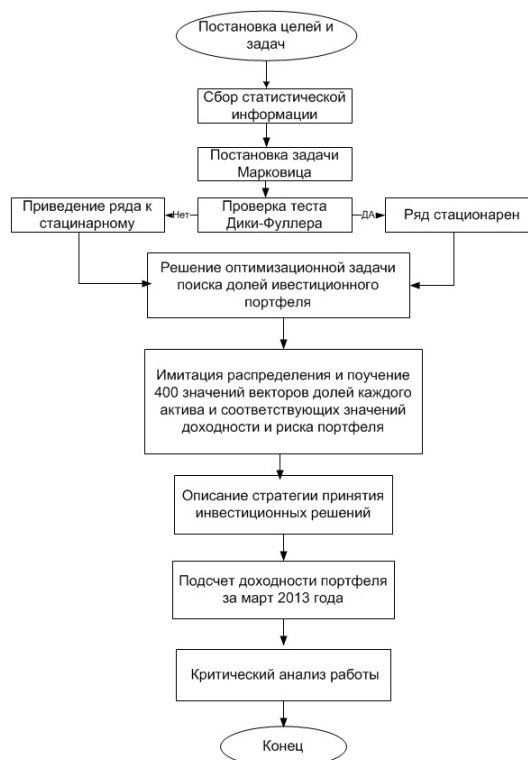 Постановка целей и
задач
Сбор статистической
информации
Постановка задачи
Марковица
Приведение ряда к
стацинарному
Нет
Проверка теста
Дики-Фуллера
ДА
Ряд стационарен
Решение оптимизационной задачи
поиска долей ивестиционного
портфеля
Имитация распределения и поучение
400 значений векторов долей каждого
актива и соответствующих значений
доходности и риска портфеля
Описание стратегии принятия
инвестиционных решений
Подсчет доходности портфеля
за март 2013 года
Критический анализ работы
Конец